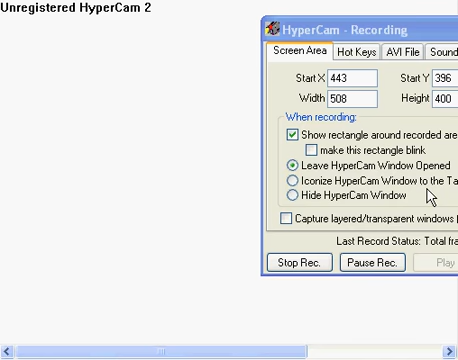 Unregistered HyperCam 2
HyperCam - Recording
Screen Area Hot Keys AVI File Sound
Start X 443 Start Y 396
Width 508 Height 400
When recording:
Show rectangle around recorded are
make this rectangle blink
Leave HyperCam Window Opened
Iconize HyperCam Window to the Ta
Hide HyperCam Window
Capture layered/transparent windows (
Last Record Status: Total fra
Stop Rec. Pause Rec. Play